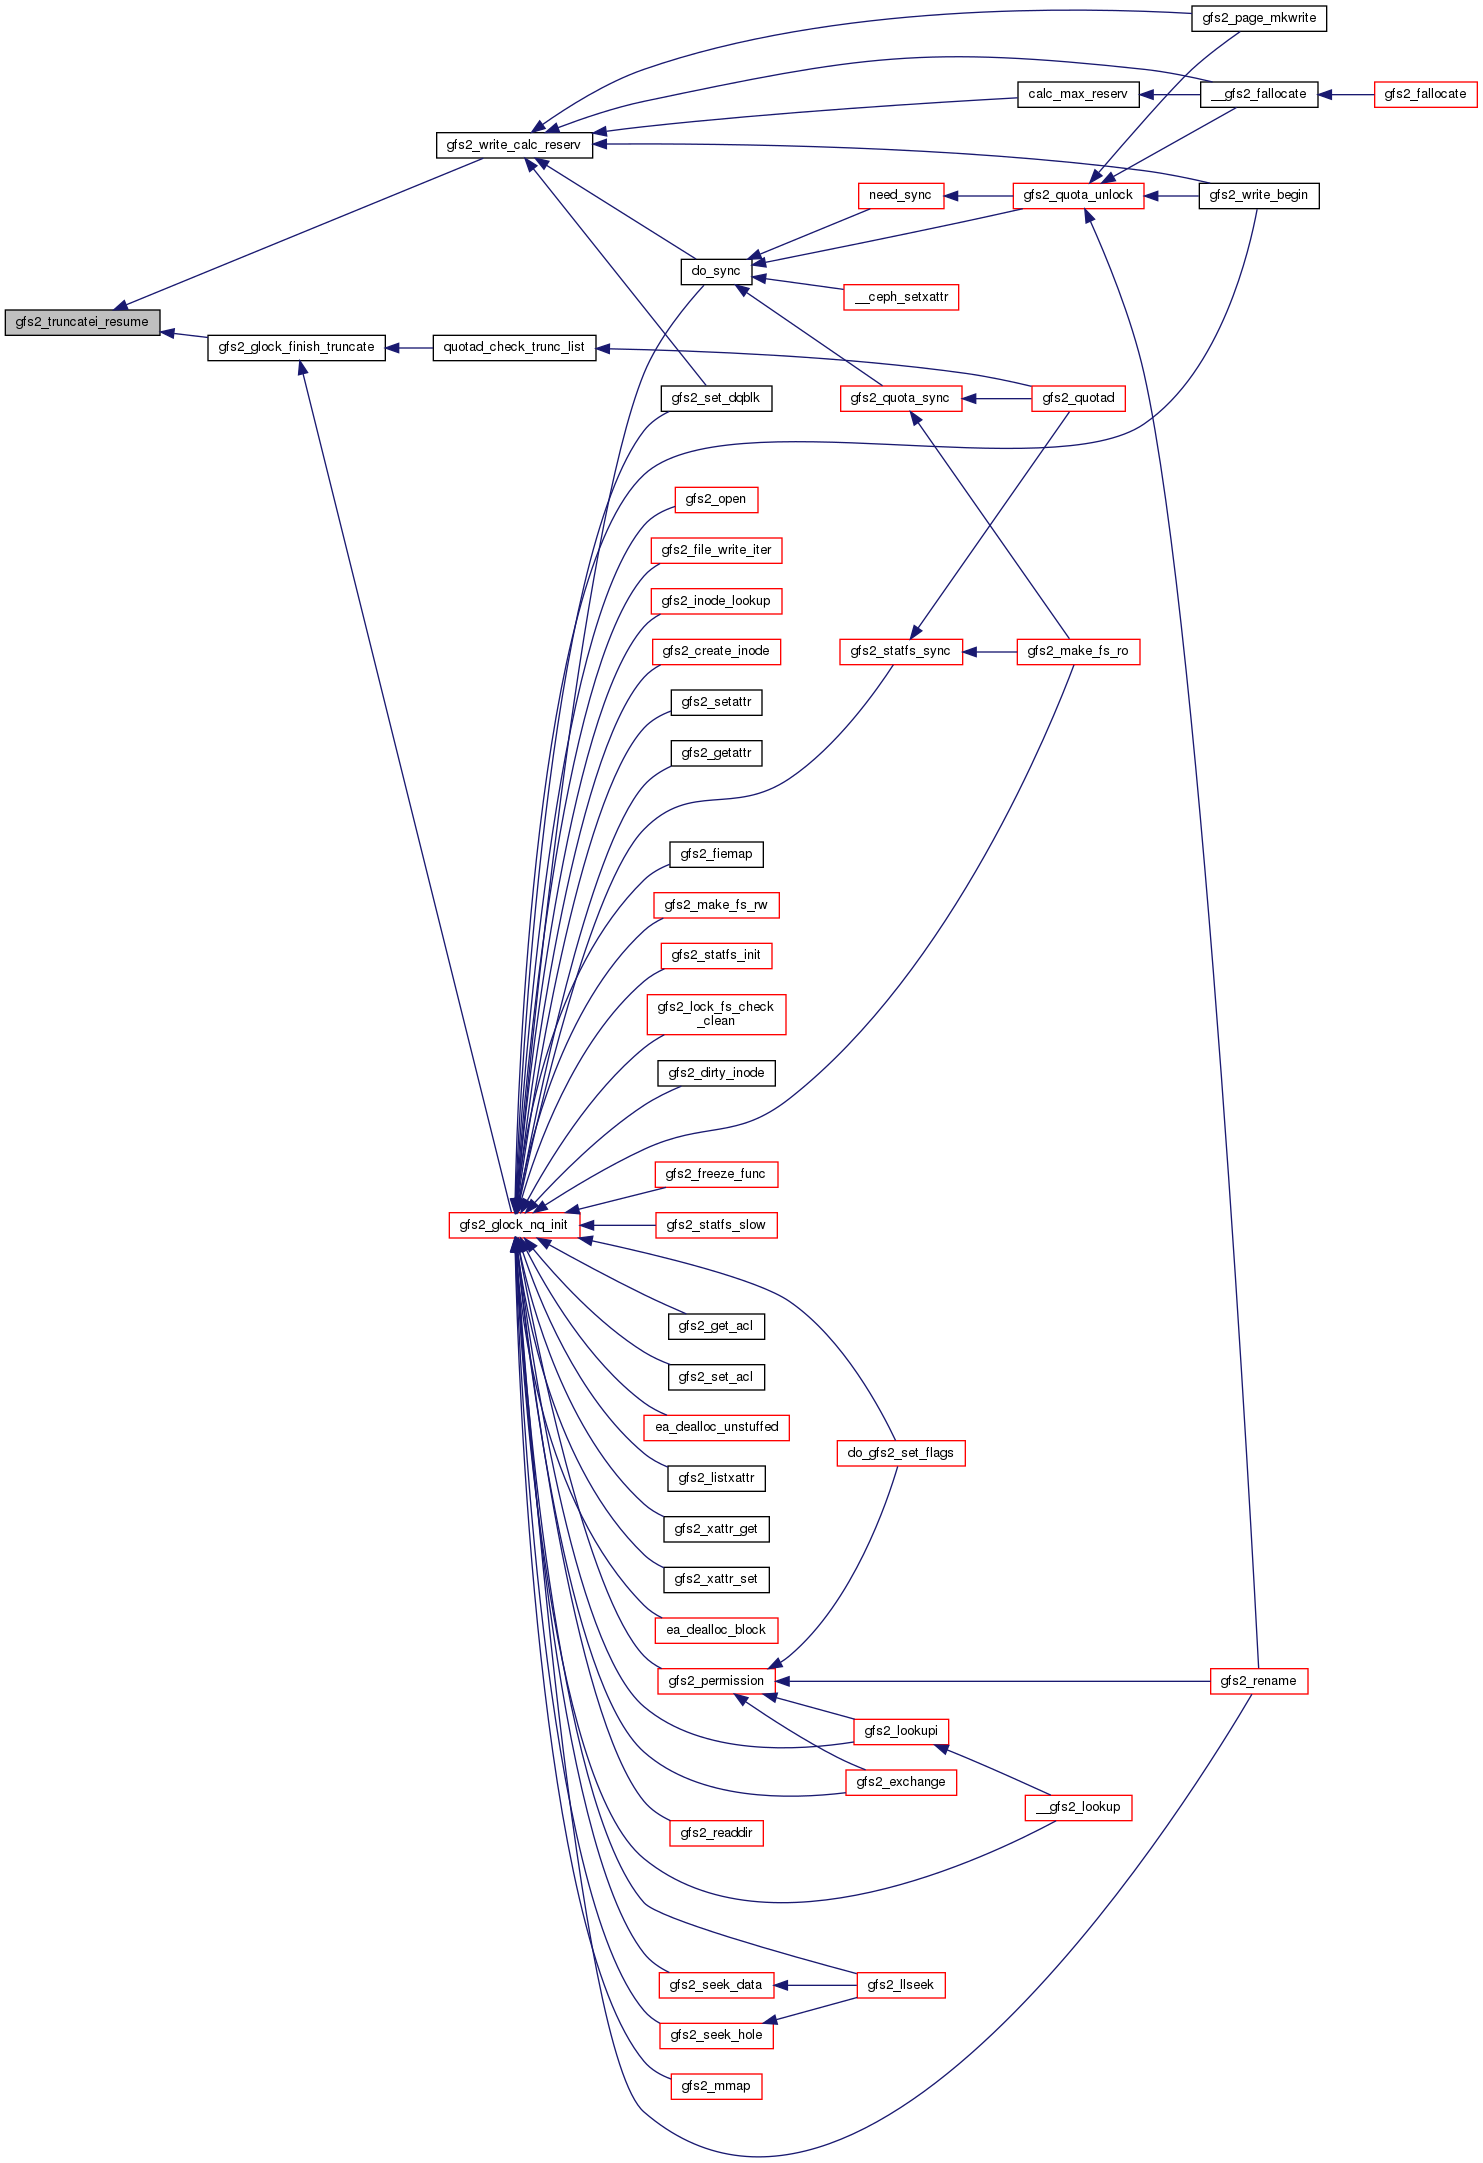 gfs2_page_mkwrite
calc_max_reserv
__gfs2_fallocate
gfs2_fallocate
gfs2_write_calc_reserv
need_sync
gfs2_quota_unlock
gfs2_write_begin
do_sync
__ceph_setxattr
gfs2_truncatei_resume
gfs2_glock_finish_truncate
quotad_check_trunc_list
gfs2_set_dqblk
gfs2_quota_sync
gfs2_quotad
gfs2_open
gfs2_file_write_iter
gfs2_inode_lookup
gfs2_create_inode
gfs2_statfs_sync
gfs2_make_fs_ro
gfs2_setattr
gfs2_getattr
gfs2_fiemap
gfs2_make_fs_rw
gfs2_statfs_init
gfs2_lock_fs_check
_clean
gfs2_dirty_inode
gfs2_freeze_func
gfs2_glock_nq_init
gfs2_statfs_slow
gfs2_get_acl
gfs2_set_acl
ea_dealloc_unstuffed
do_gfs2_set_flags
gfs2_listxattr
gfs2_xattr_get
gfs2_xattr_set
ea_dealloc_block
gfs2_permission
gfs2_rename
gfs2_lookupi
gfs2_exchange
__gfs2_lookup
gfs2_readdir
gfs2_seek_data
gfs2_llseek
gfs2_seek_hole
gfs2_mmap